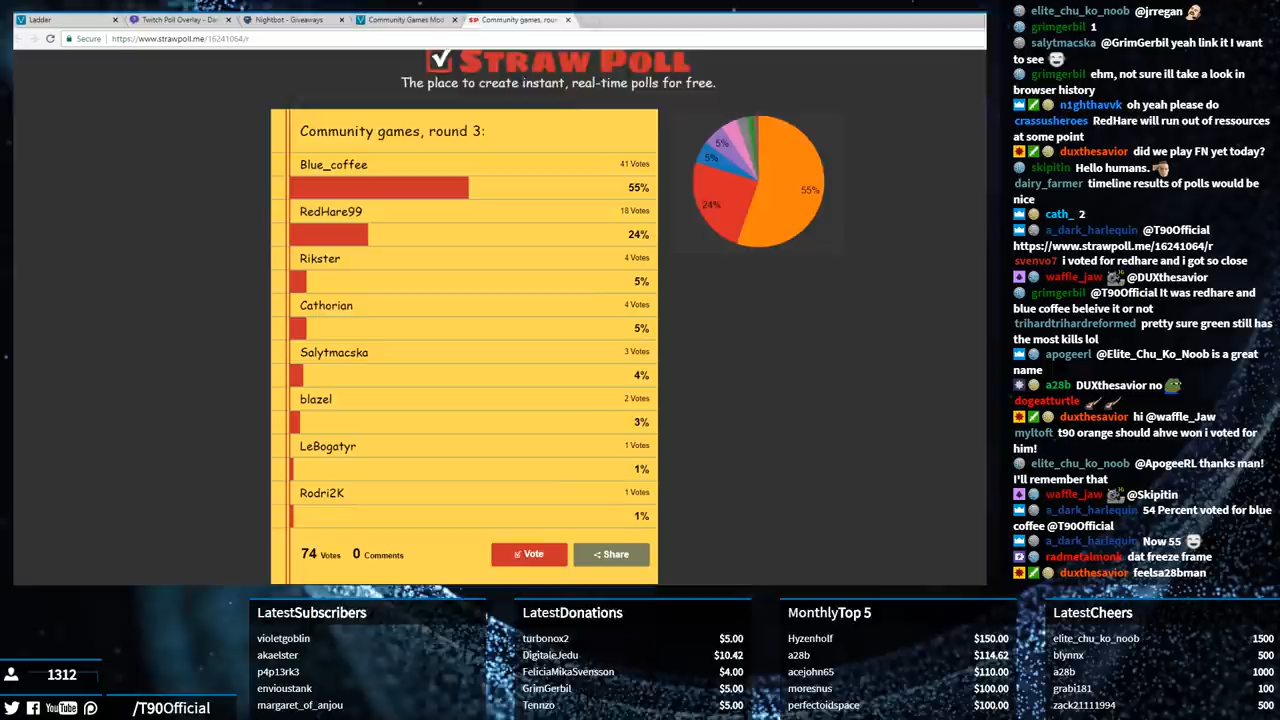 Ladder
Twitch Poll Overlay - Da
Nightbot - Giveaways
Community Games Mod
Community games, rour
Secure | https://www.strawpoll.me/16241064/r
STRAW POLL
The place to create instant, real-time polls for free.
Community games, round 3:
Blue_coffee 41 Votes
55%
RedHare99 18 Votes
24%
Rikster 4 Votes
5%
Cathorian 4 Votes
5%
Salytmacska 3 Votes
4%
blazel 2 Votes
3%
LeBogatyr 1 Votes
1%
Rodri2K 1 Votes
1%
74 Votes 0 Comments
Vote
Share
5%
5%
24%
55%
elite_chu_ko_noob @jrregan
grimgerbil 1
salytmacska @GrimGerbil yeah link it I want
to see
grimgerbil ehm, not sure ill take a look in
browser history
n1ghthavvk oh yeah please do
crassusheroes RedHare will run out of ressources
at some point
duxthesavior did we play FN yet today?
skipitin Hello humans.
dairy_farmer timeline results of polls would be
nice
cath_ 2
a_dark_harlequin @T90Official
https://www.strawpoll.me/16241064/r
svenvo7 i voted for redhare and i got so close
waffle_jaw @DUXthesavior
grimgerbil @T90Official It was redhare and
blue coffee beleive it or not
trihardtrihardreformed pretty sure green still has
the most kills lol
apogeerl @Elite_Chu_Ko_Noob is a great
name
a28b DUXthesavior no
dogeatturtle
duxthesavior hi @waffle_Jaw
myltoft t90 orange should ahve won i voted for
him!
elite_chu_ko_noob @ApogeeRL thanks man!
I'll remember that
waffle_jaw @Skipitin
a_dark_harlequin 54 Percent voted for blue
coffee @T90Official
a_dark_harlequin Now 55
radmetalmonk dat freeze frame
duxthesavior feelsa28bman
LatestSubscribers
violetgoblin
akaelster
p4p13rk3
envioustank
margaret_of_anjou
LatestDonations
turbonox2 $5.00
DigitaleJedu $10.42
FeliciaMikaSvensson $4.00
GrimGerbil $5.00
Tennzo $5.00
MonthlyTop 5
Hyzenholf $150.00
a28b $114.62
acejohn65 $110.00
moresnus $100.00
perfectoidspace $100.00
LatestCheers
elite_chu_ko_noob 1500
blynnx 500
a28b 1000
grabi181 100
zack21111994 500
1312
You Tube
/T90Official